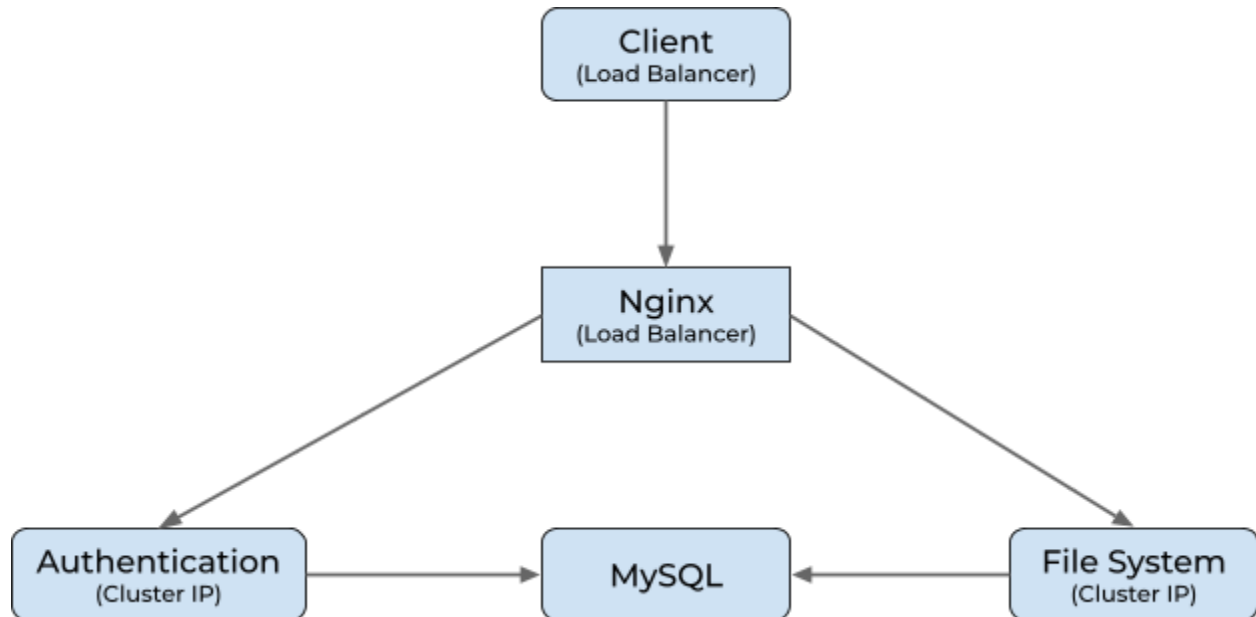 Client
(Load Balancer)
Nginx
(Load Balancer)
Authentication
(Cluster IP)
MySQL
File System
(Cluster IP)